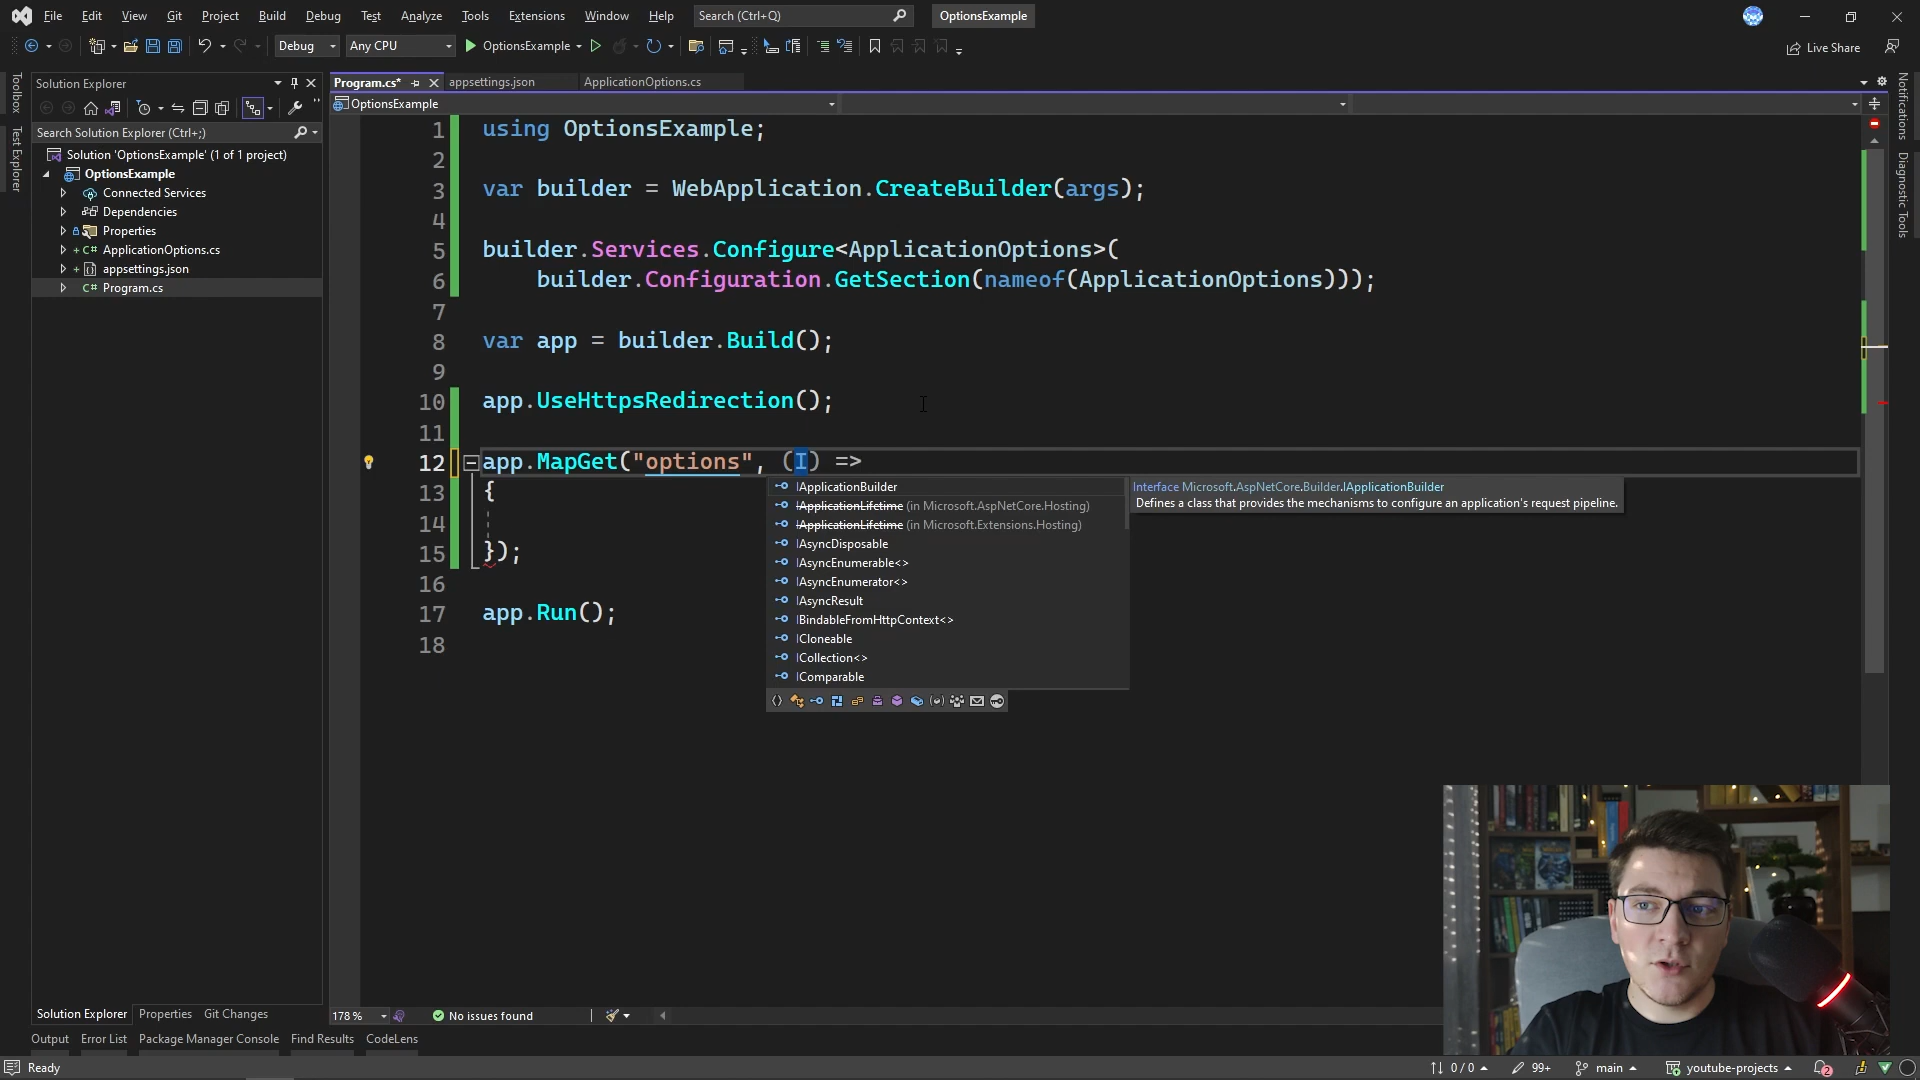 File Edit View Git Project Build Debug Test Analyze Tools Extensions Window Help Search (Ctrl+Q) OptionsExample
Debug Any CPU OptionsExample Live Share
Toolbox
Test Explorer
Solution Explorer
Search Solution Explorer (Ctrl+;)
Solution 'OptionsExample' (1 of 1 project)
OptionsExample
Connected Services
Dependencies
Properties
+ C# ApplicationOptions.cs
+ appsettings.json
C# Program.cs
Program.cs* appsettings.json ApplicationOptions.cs
OptionsExample
1 using OptionsExample;
2
3 var builder = WebApplication.CreateBuilder(args);
4
5 builder.Services.Configure<ApplicationOptions>(
6 builder.Configuration.GetSection(nameof(ApplicationOptions)));
7
8 var app = builder.Build();
9
10 app.UseHttpsRedirection();
11
12 app.MapGet("options", (I) =>
13 {
14
15 });
16
17 app.Run();
18
IApplicationBuilder
IApplicationLifetime (in Microsoft.AspNetCore.Hosting)
IApplicationLifetime (in Microsoft.Extensions.Hosting)
IAsyncDisposable
IAsyncEnumerable<>
IAsyncEnumerator<>
IAsyncResult
IBindableFromHttpContext<>
ICloneable
ICollection<>
IComparable
Interface Microsoft.AspNetCore.Builder.IApplicationBuilder
Defines a class that provides the mechanisms to configure an application's request pipeline.
Notifications
Diagnostic Tools
Solution Explorer Properties Git Changes
178 % No issues found
Output Error List Package Manager Console Find Results CodeLens
Ready 0 / 0 99+ main youtube-projects 2